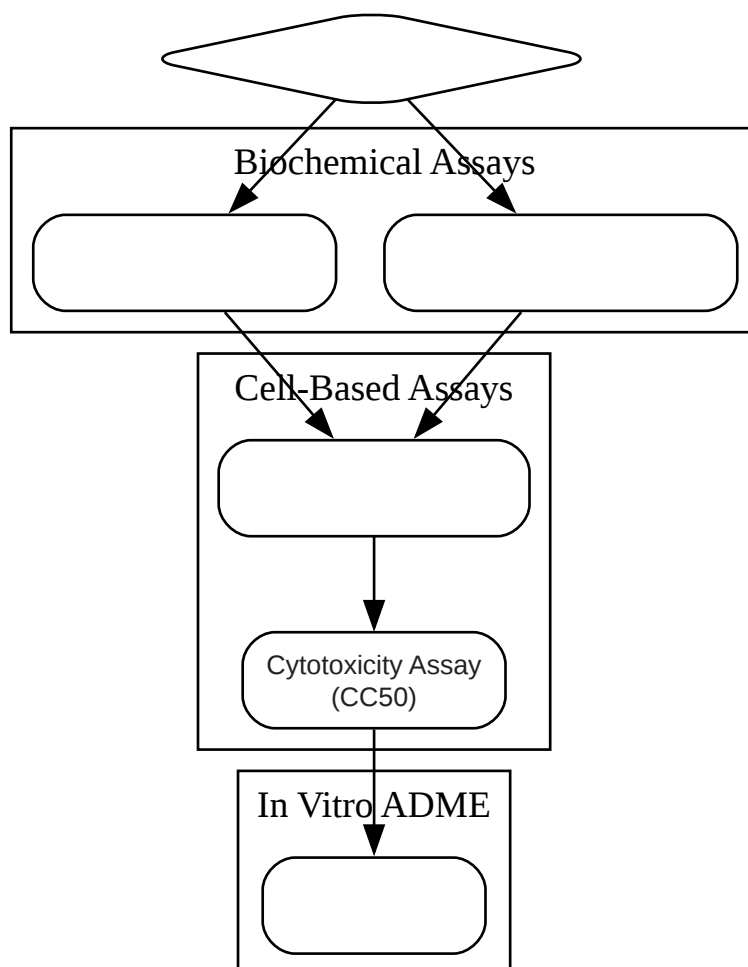 Biochemical Assays
Cell-Based Assays
Cytotoxicity Assay
(CC50)
In Vitro ADME